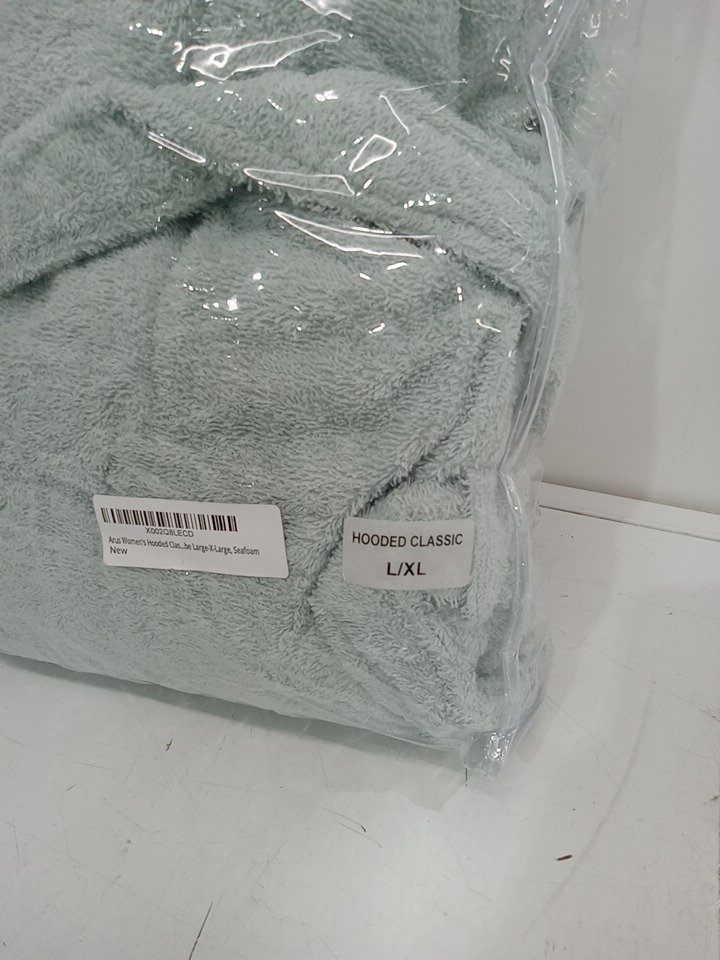 X002Q8LECD
Arus Women's Hooded Clas...be Large-X-Large, Seafoam
New
HOODED CLASSIC
L/XL